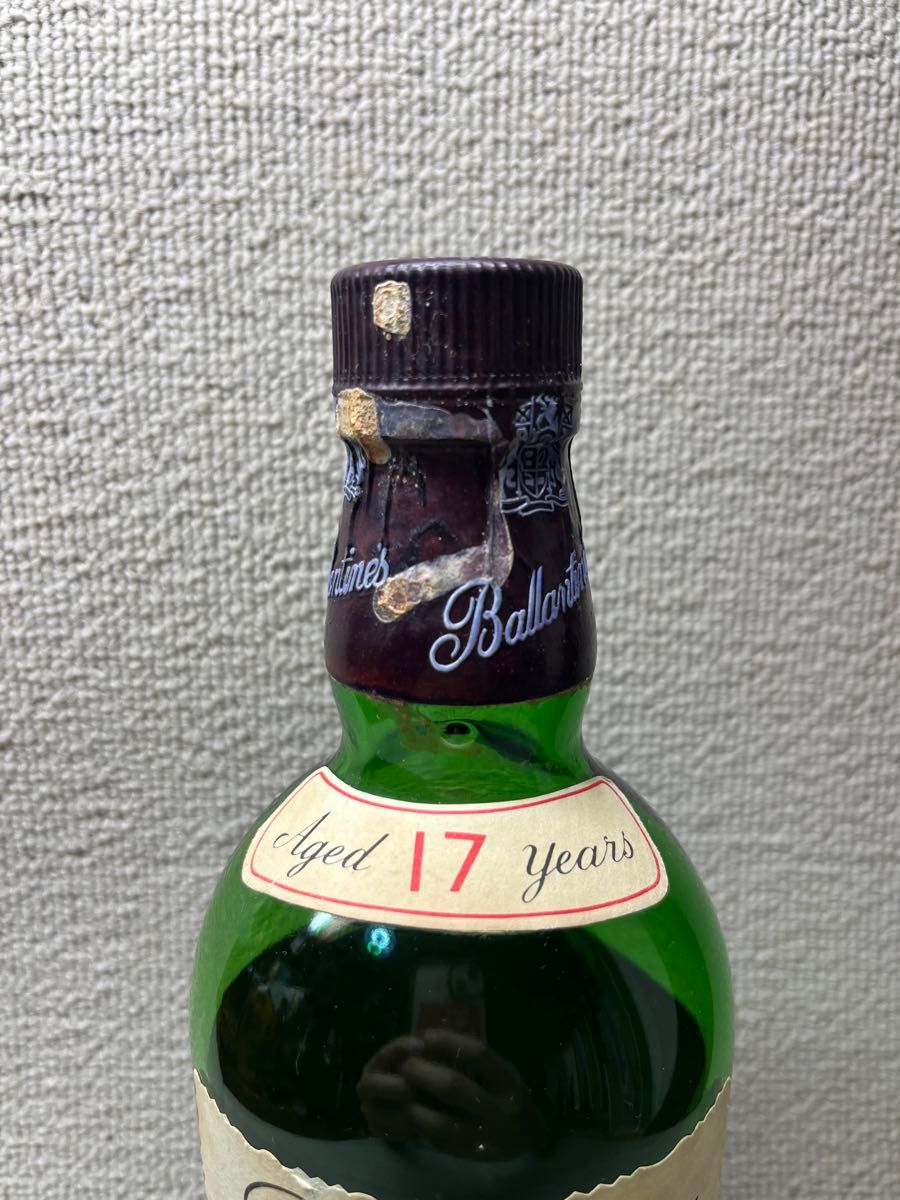 Ballantine's
Aged 17 Years